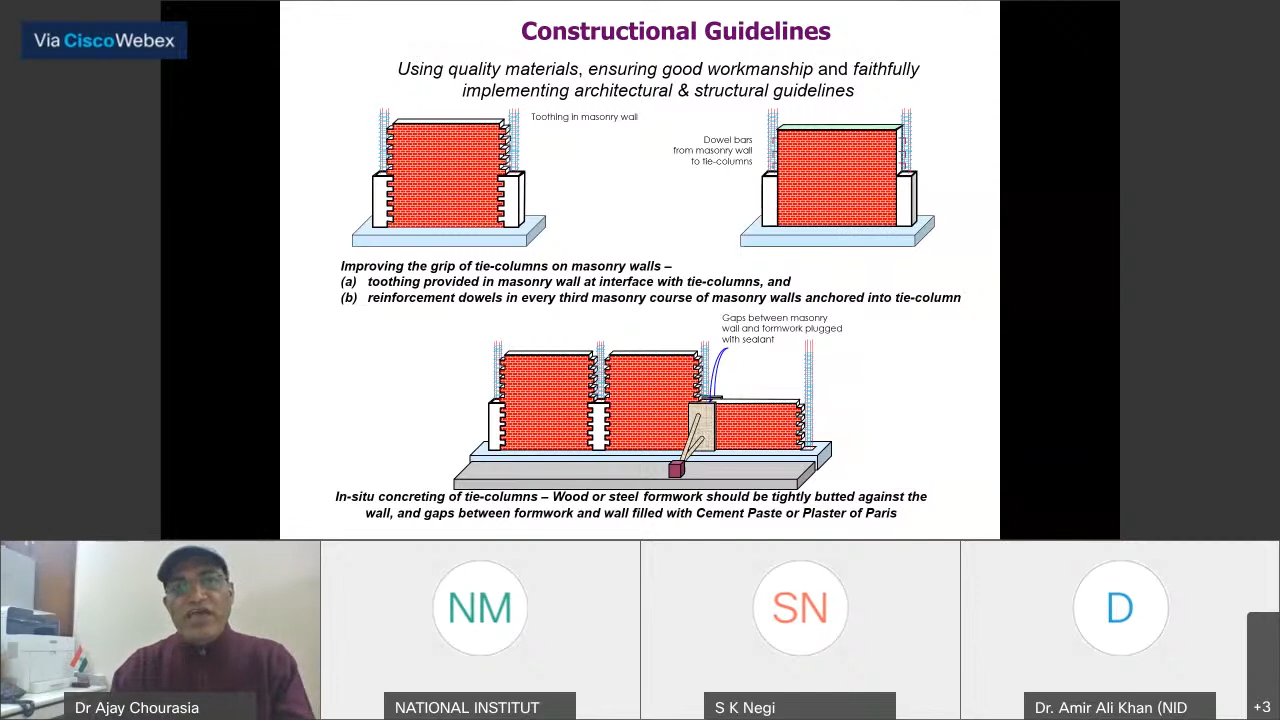 Via Cisco Webex
Constructional Guidelines
Using quality materials, ensuring good workmanship and faithfully
implementing architectural & structural guidelines
Toothing in masonry wall
Dowel bars
from masonry wall
to tie-columns
Improving the grip of tie-columns on masonry walls –
(a) toothing provided in masonry wall at interface with tie-columns, and
(b) reinforcement dowels in every third masonry course of masonry walls anchored into tie-column
Gaps between masonry
wall and formwork plugged
with sealant
In-situ concreting of tie-columns – Wood or steel formwork should be tightly butted against the
wall, and gaps between formwork and wall filled with Cement Paste or Plaster of Paris
NM
SN
D
Dr Ajay Chourasia
NATIONAL INSTITUT
S K Negi
Dr. Amir Ali Khan (NID
+3